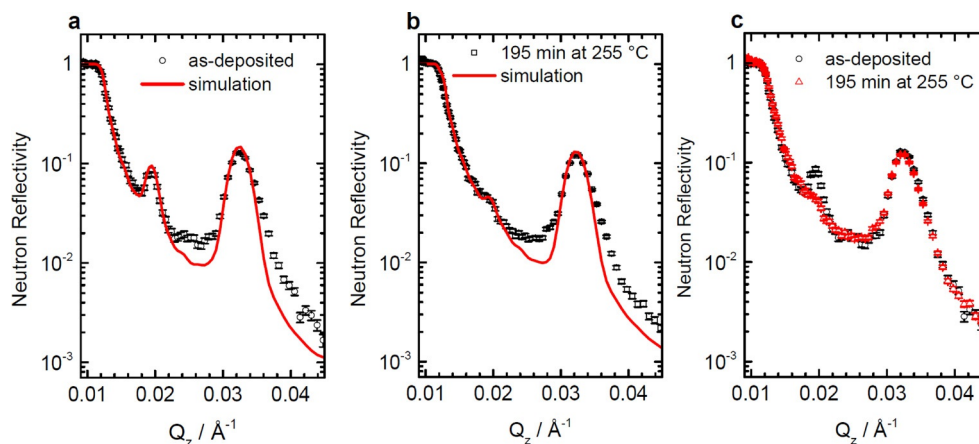 a
as-deposited
simulation
Neutron Reflectivity
1
10⁻¹
10⁻²
10⁻³
0.01 0.02 0.03 0.04
Q_z / Å⁻¹
b
195 min at 255 °C
simulation
Neutron Reflectivity
1
10⁻¹
10⁻²
10⁻³
0.01 0.02 0.03 0.04
Q_z / Å⁻¹
c
as-deposited
195 min at 255 °C
Neutron Reflectivity
1
10⁻¹
10⁻²
10⁻³
0.01 0.02 0.03 0.04
Q_z / Å⁻¹